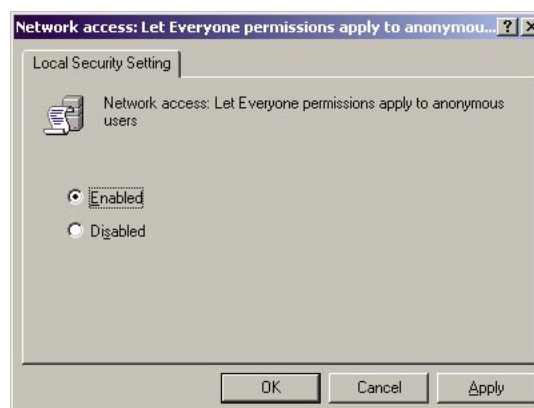 Network access: Let Everyone permissions apply to anonymou...
Local Security Setting
Network access: Let Everyone permissions apply to anonymous
users
Enabled
Disabled
OK
Cancel
Apply